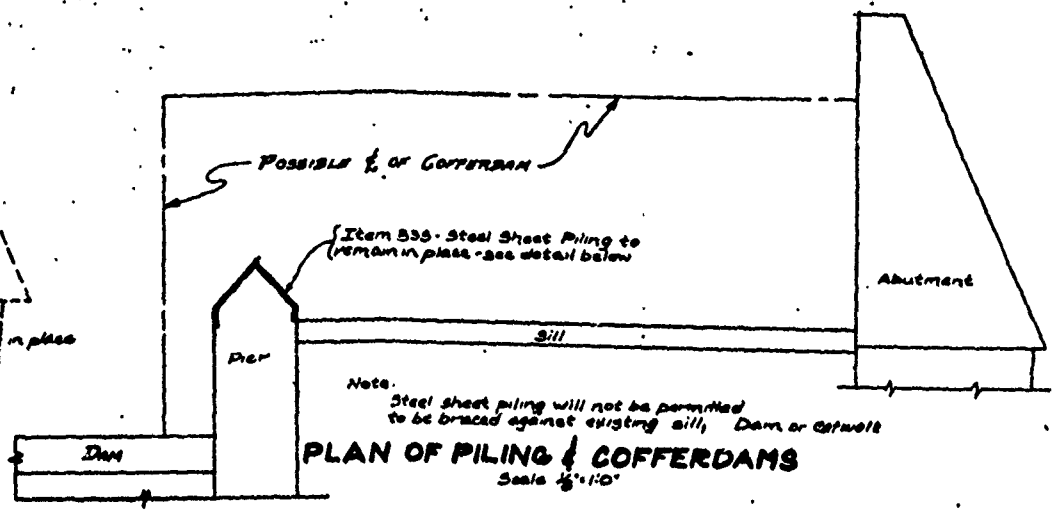 POSSIBLE ℄ OF COFFERDAM
Item 535 - Steel Sheet Piling to
remain in place - see detail below
Abutment
in place
Sill
Pier
Note.
Steel sheet piling will not be permitted
to be braced against existing sill, Dam or catwalk
DAM
PLAN OF PILING & COFFERDAMS
Scale 1/8"=1'-0"